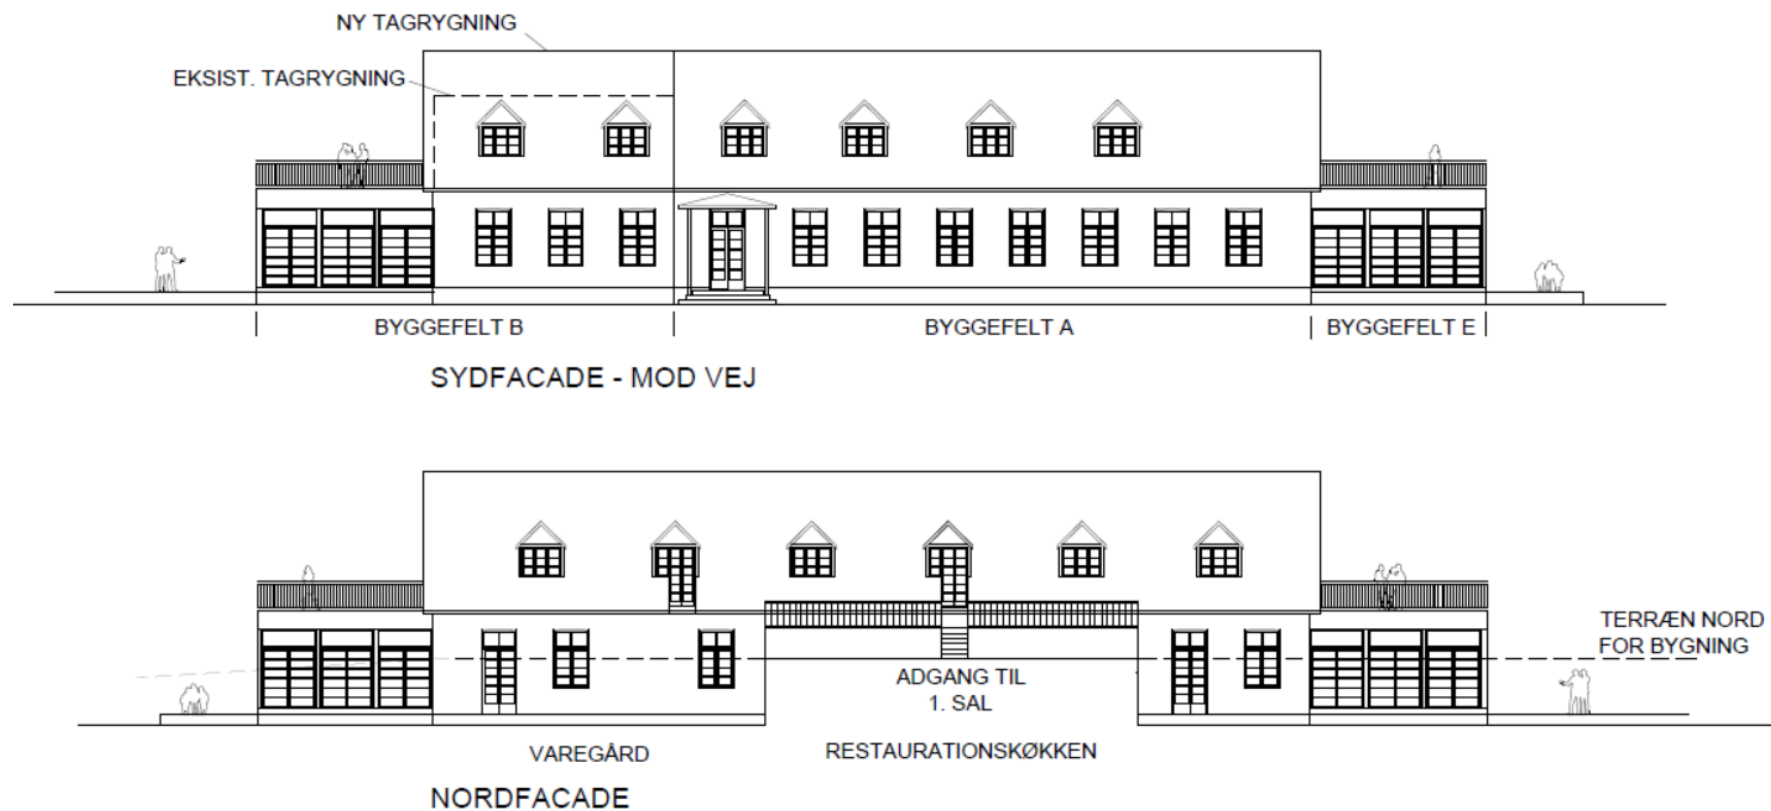 NY TAGRYGNING
EKSIST. TAGRYGNING
BYGGEFELT B
BYGGEFELT A
BYGGEFELT E
SYDFACADE - MOD VEJ
TERRÆN NORD
FOR BYGNING
ADGANG TIL
1. SAL
VAREGÅRD
RESTAURATIONSKØKKEN
NORDFACADE